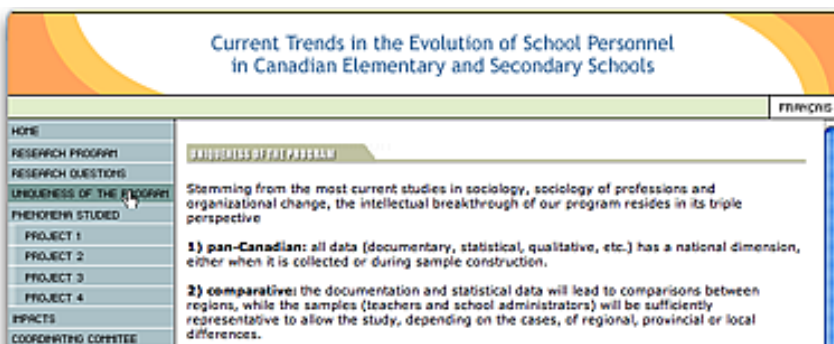 Current Trends in the Evolution of School Personnel
in Canadian Elementary and Secondary Schools
FRANÇAIS
HOME
RESEARCH PROGRAM
RESEARCH QUESTIONS
UNIQUENESS OF THE PROGRAM
PHENOMENA STUDIED
PROJECT 1
PROJECT 2
PROJECT 3
PROJECT 4
IMPACTS
COORDINATING COMMITEE
UNIQUENESS OF THE PROGRAM
Stemming from the most current studies in sociology, sociology of professions and
organizational change, the intellectual breakthrough of our program resides in its triple
perspective
1) pan-Canadian: all data (documentary, statistical, qualitative, etc.) has a national dimension,
either when it is collected or during sample construction.
2) comparative: the documentation and statistical data will lead to comparisons between
regions, while the samples (teachers and school administrators) will be sufficiently
representative to allow the study, depending on the cases, of regional, provincial or local
differences.